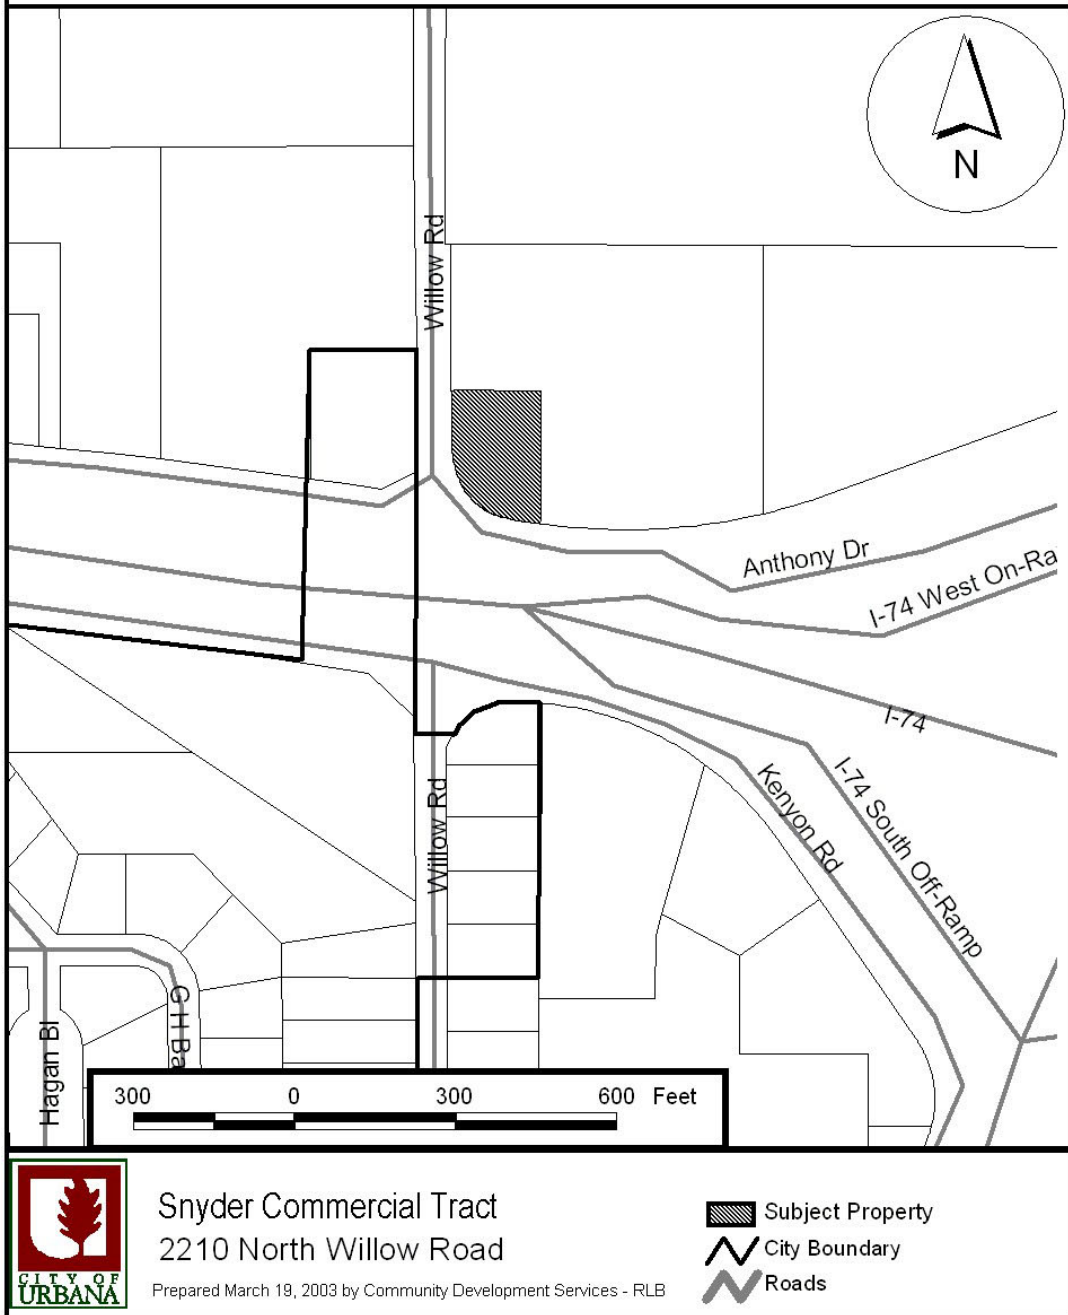 N
Willow Rd
Anthony Dr
I-74 West On-Ra
I-74
Kenyon Rd
I-74 South Off-Ramp
Willow Rd
G H Ba
Hagan Bl
300 0 300 600 Feet
Snyder Commercial Tract
2210 North Willow Road
Prepared March 19, 2003 by Community Development Services - RLB
CITY OF
URBANA
Subject Property
City Boundary
Roads